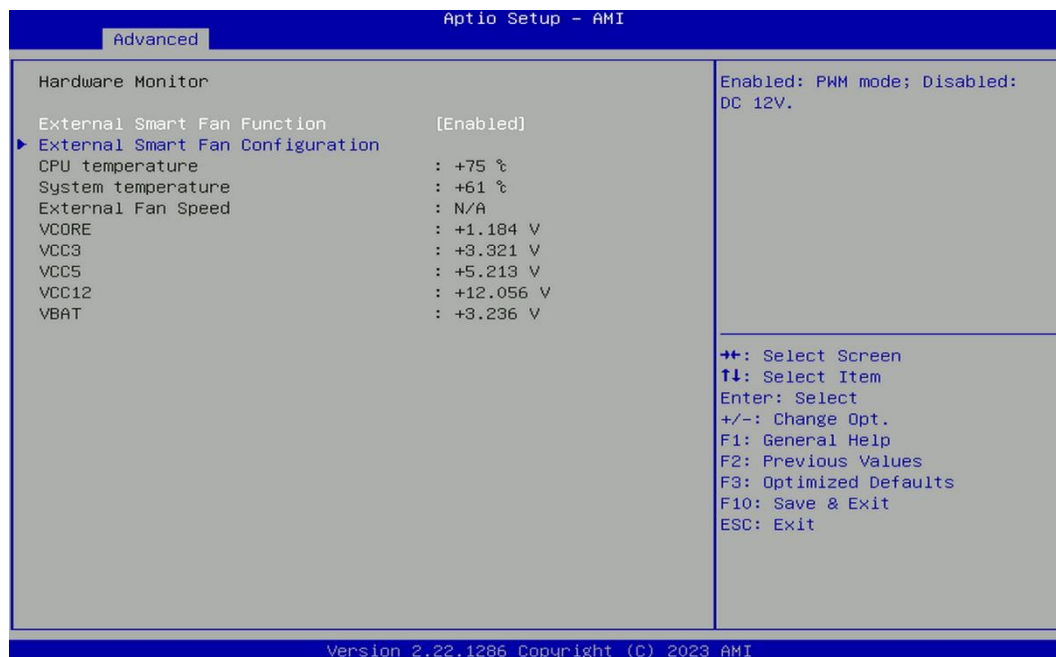 Aptio Setup – AMI
Advanced
Hardware Monitor
External Smart Fan Function [Enabled]
External Smart Fan Configuration
CPU temperature : +75 ℃
System temperature : +61 ℃
External Fan Speed : N/A
VCORE : +1.184 V
VCC3 : +3.321 V
VCC5 : +5.213 V
VCC12 : +12.056 V
VBAT : +3.236 V
Enabled: PWM mode; Disabled:
DC 12V.
→←: Select Screen
↑↓: Select Item
Enter: Select
+/-: Change Opt.
F1: General Help
F2: Previous Values
F3: Optimized Defaults
F10: Save & Exit
ESC: Exit
Version 2.22.1286 Copyright (C) 2023 AMI